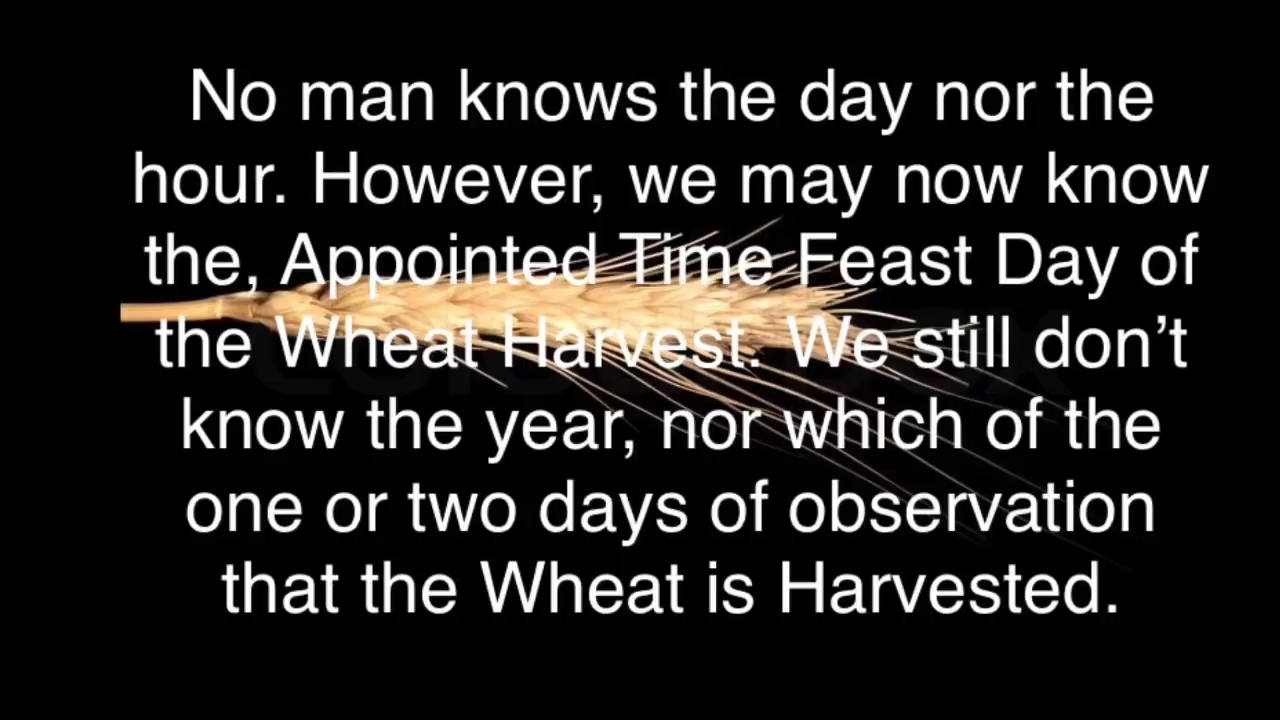 No man knows the day nor the
hour. However, we may now know
the, Appointed Time Feast Day of
the Wheat Harvest. We still don’t
know the year, nor which of the
one or two days of observation
that the Wheat is Harvested.